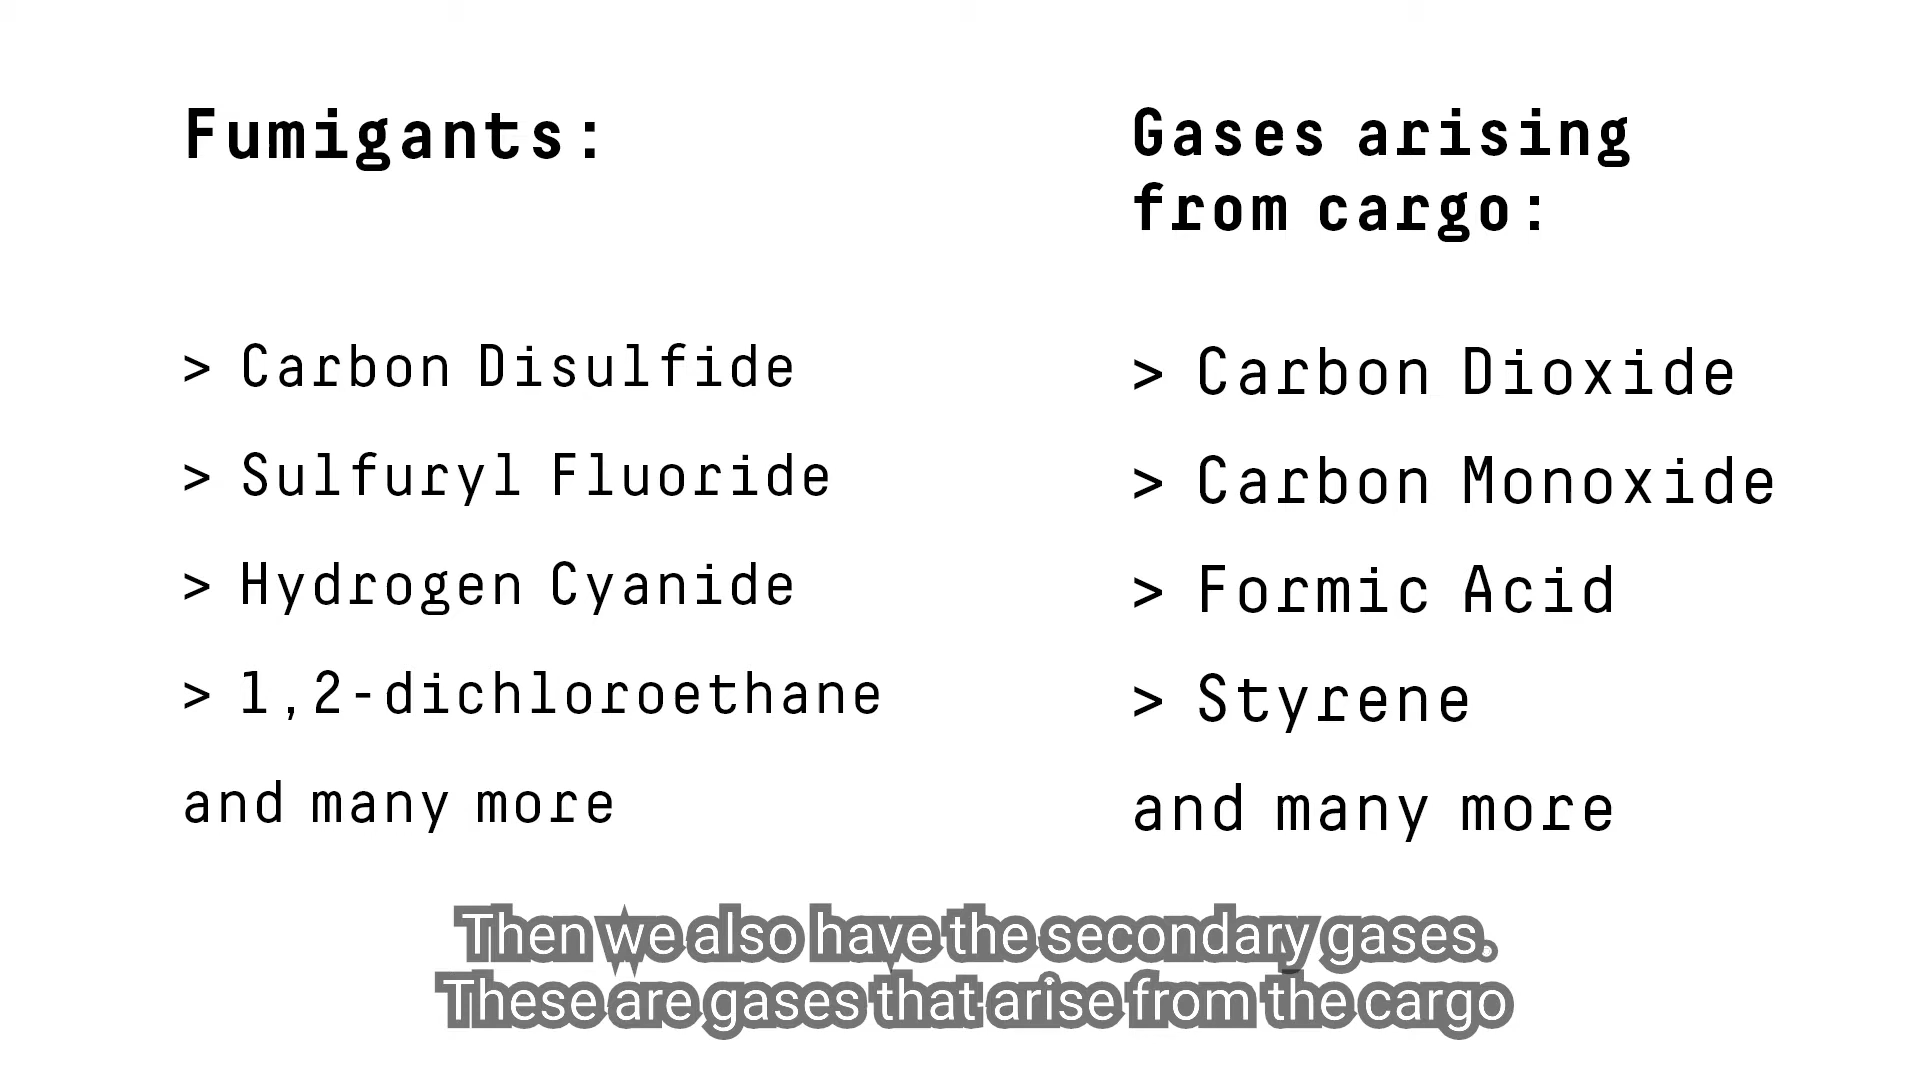 Fumigants:
> Carbon Disulfide
> Sulfuryl Fluoride
> Hydrogen Cyanide
> 1,2-dichloroethane
and many more
Gases arising
from cargo:
> Carbon Dioxide
> Carbon Monoxide
> Formic Acid
> Styrene
and many more
Then we also have the secondary gases.
These are gases that arise from the cargo